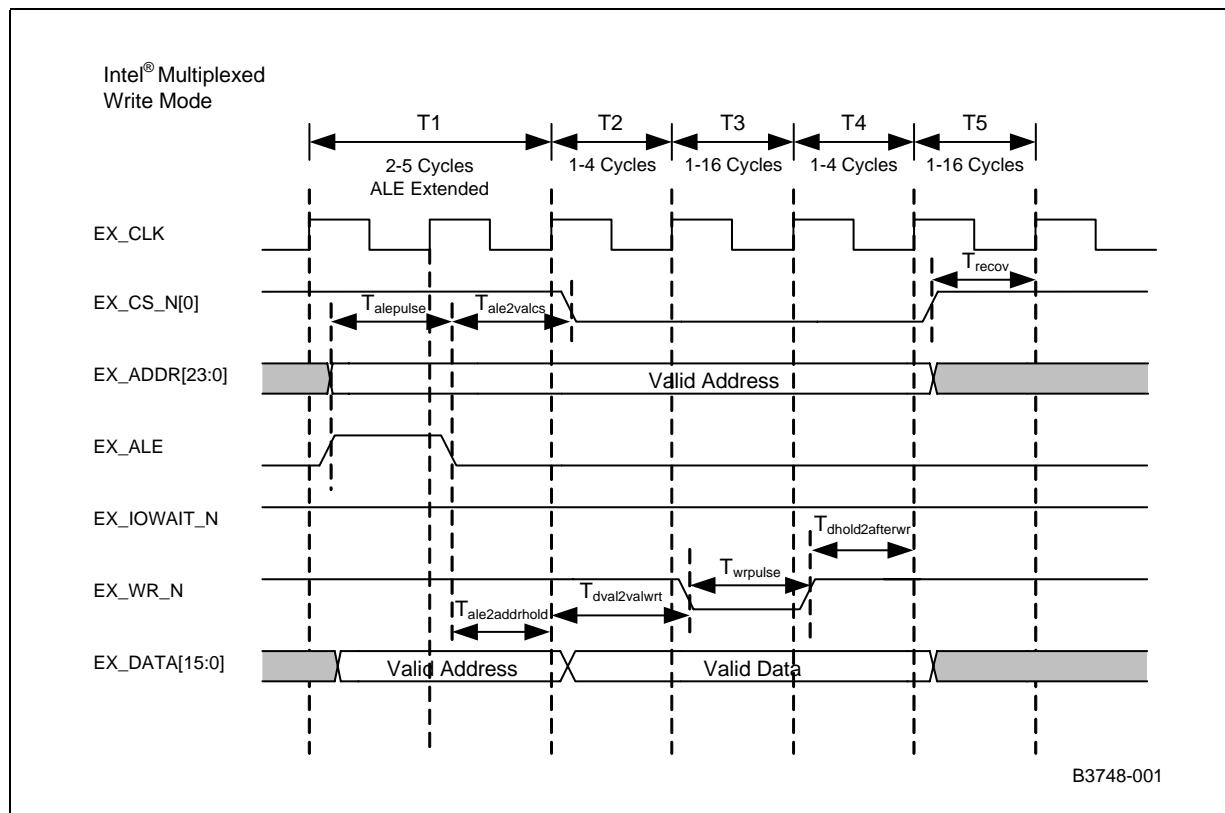 Intel® Multiplexed
Write Mode
T1 T2 T3 T4 T5
2-5 Cycles 1-4 Cycles 1-16 Cycles 1-4 Cycles 1-16 Cycles
ALE Extended
EX_CLK
Trecov
EX_CS_N[0]
Talepulse Tale2valcs
EX_ADDR[23:0]
Valid Address
EX_ALE
EX_IOWAIT_N
Tdhold2afterwr
EX_WR_N
Twrpulse
Tdval2valwrt
Tale2addrhold
EX_DATA[15:0]
Valid Address Valid Data
B3748-001